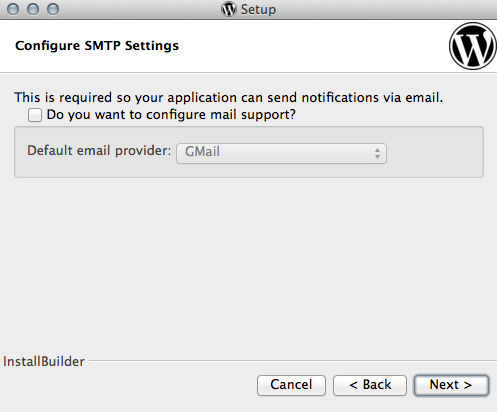 Setup
Configure SMTP Settings
This is required so your application can send notifications via email.
Do you want to configure mail support?
Default email provider: GMail
InstallBuilder
Cancel < Back Next >